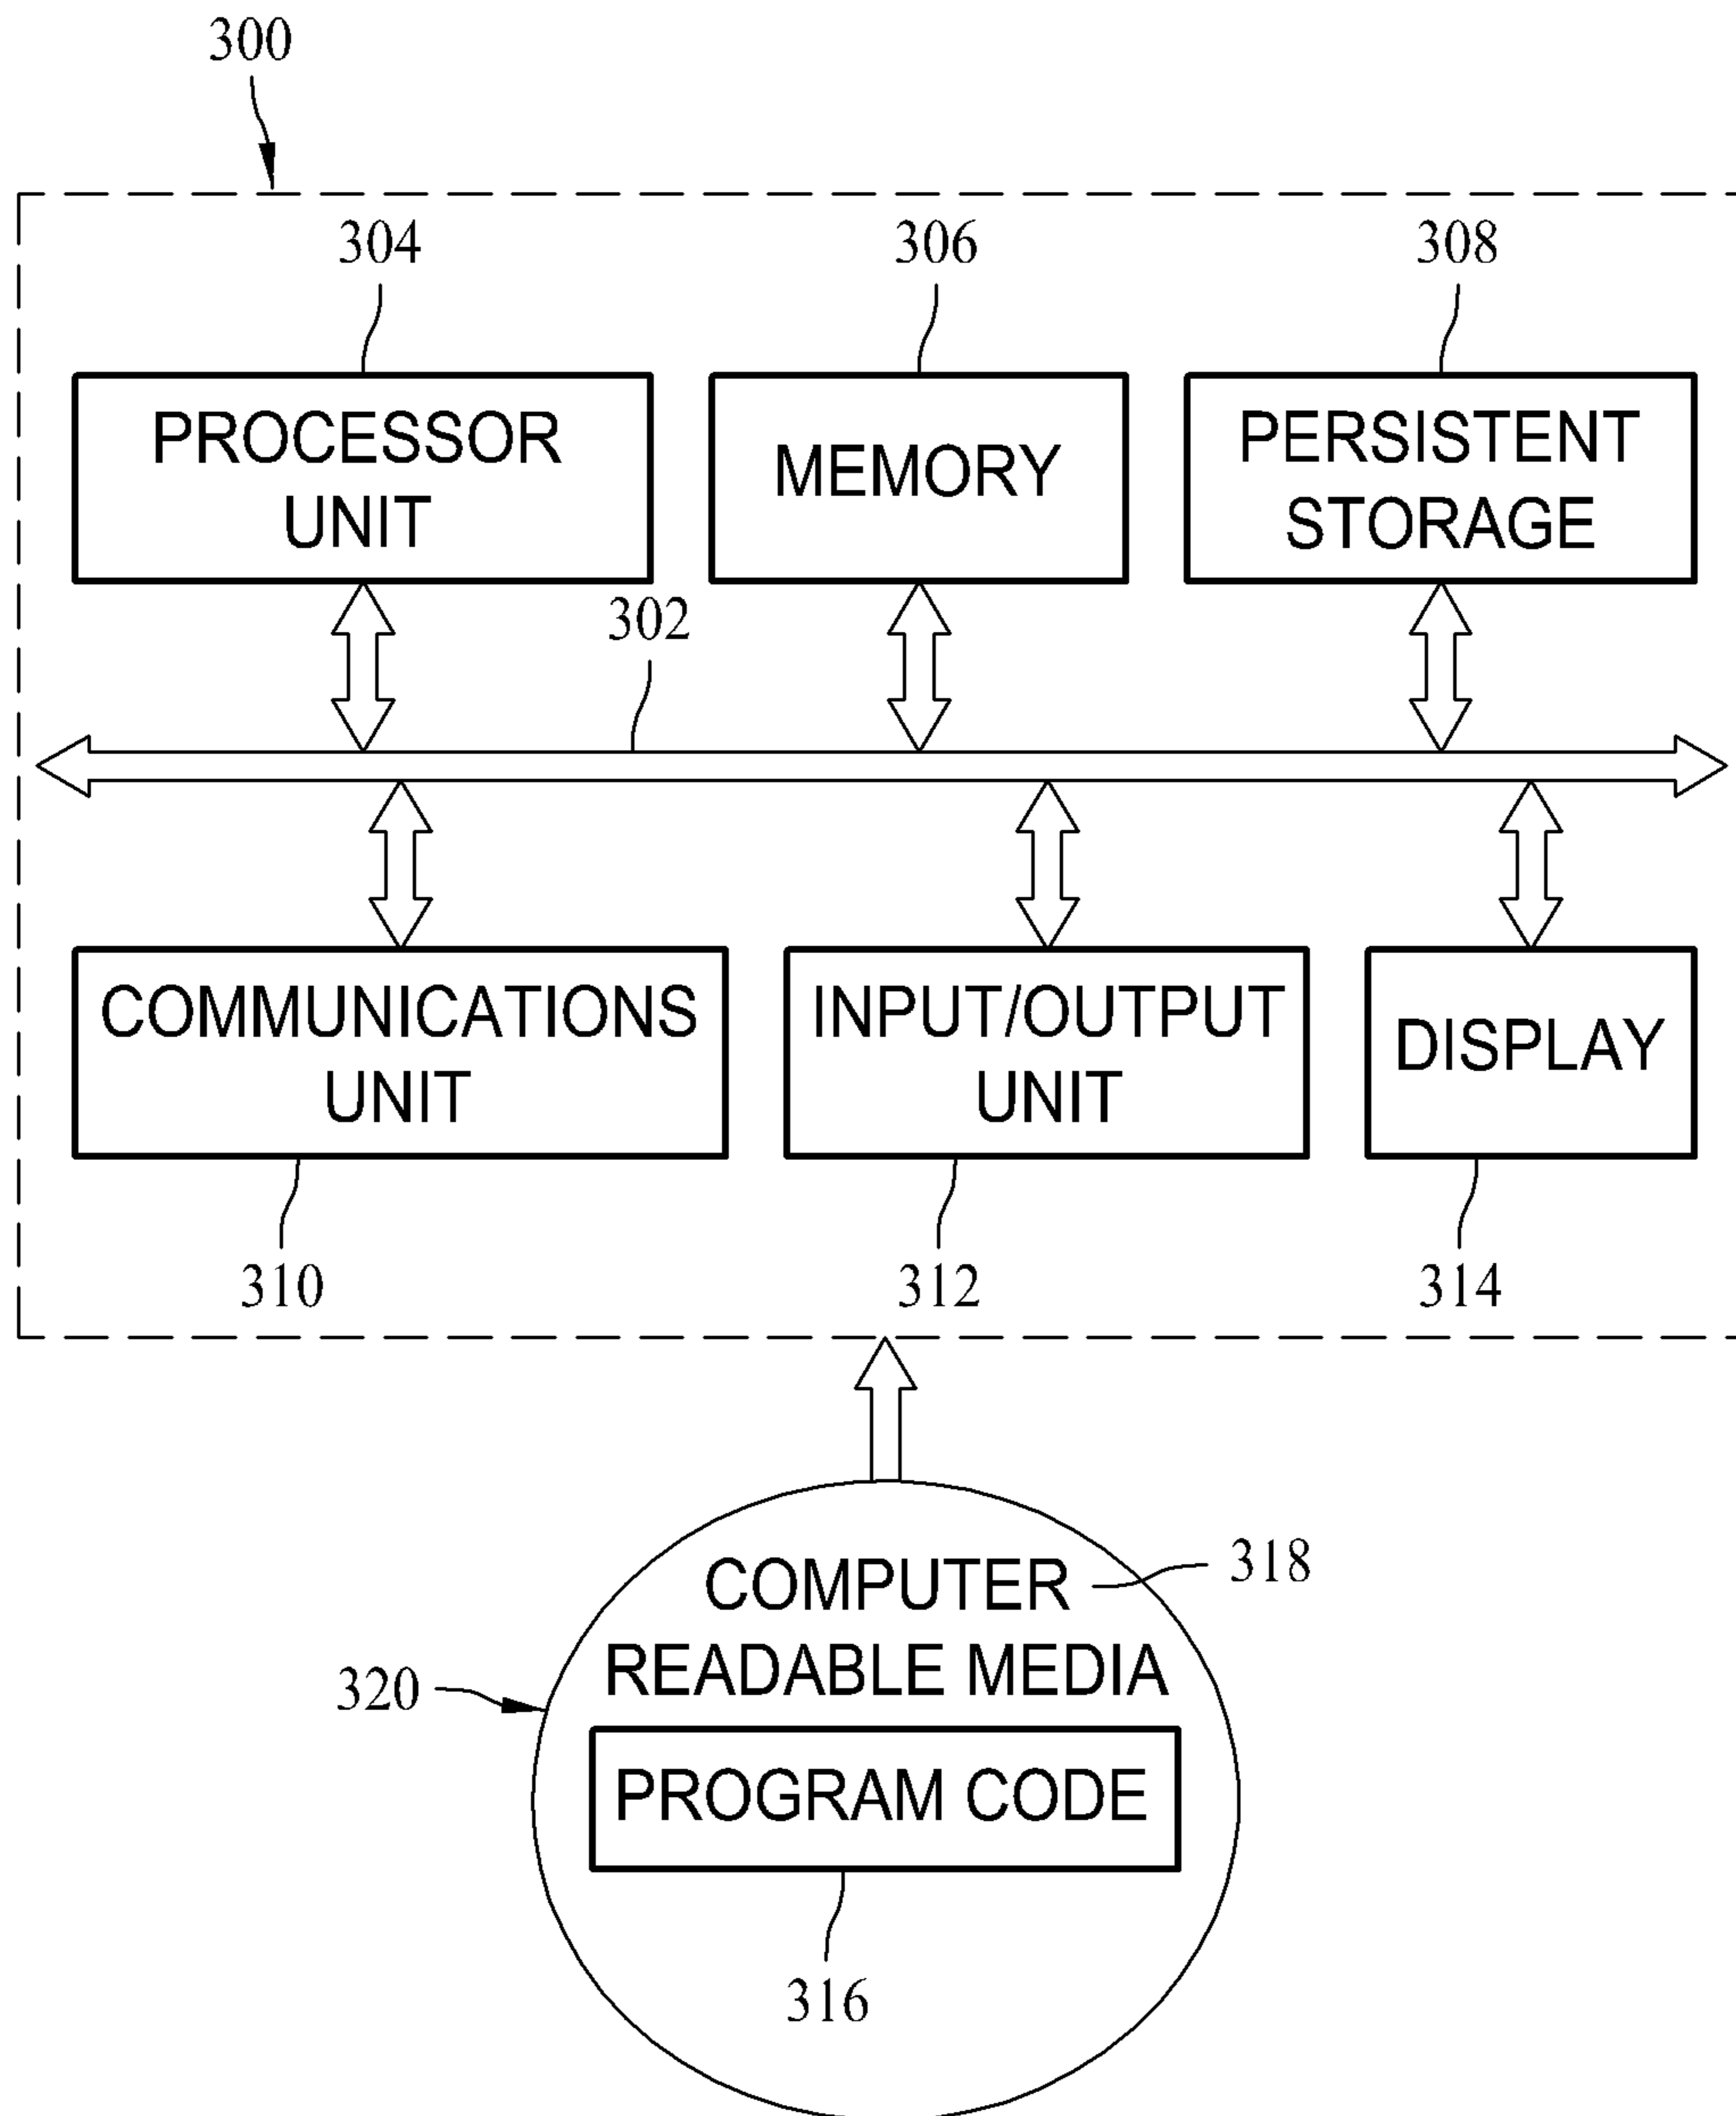 300
304
306
308
PROCESSOR
UNIT
MEMORY
PERSISTENT
STORAGE
302
COMMUNICATIONS
UNIT
INPUT/OUTPUT
UNIT
DISPLAY
310
312
314
COMPUTER
READABLE MEDIA
318
320
PROGRAM CODE
316